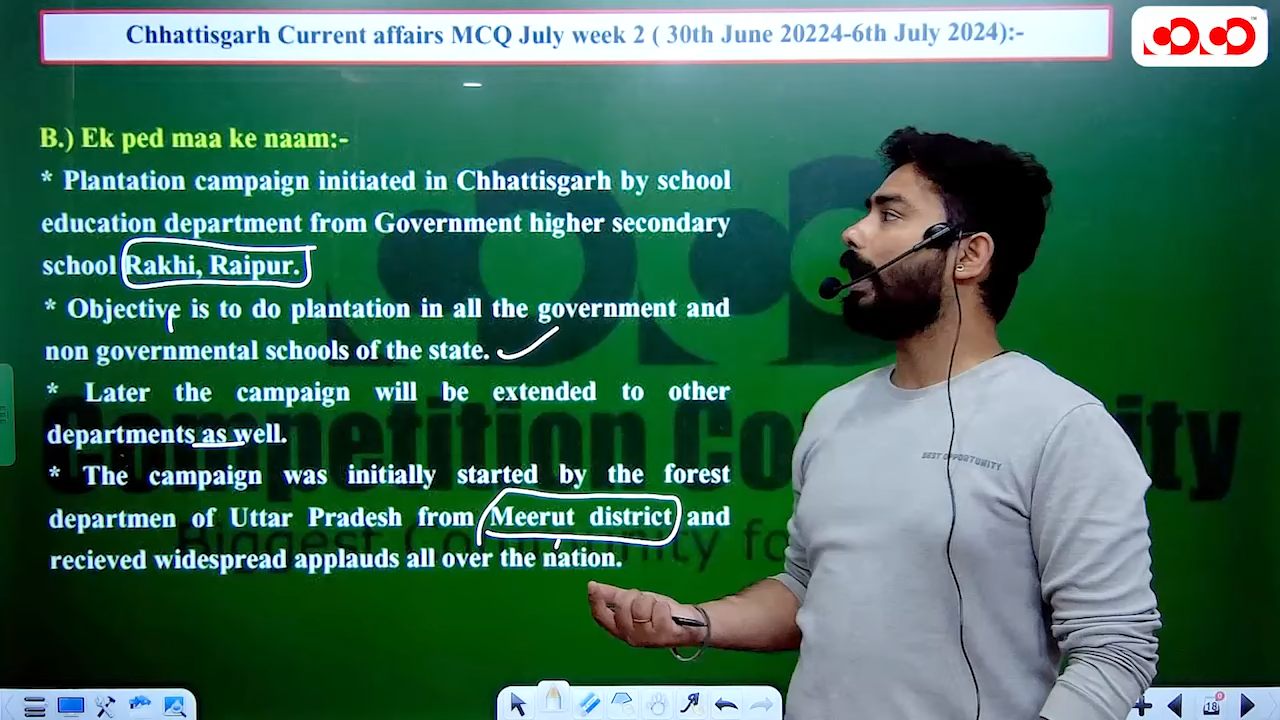 Chhattisgarh Current affairs MCQ July week 2 ( 30th June 20224-6th July 2024):-
B.) Ek ped maa ke naam:-
* Plantation campaign initiated in Chhattisgarh by school
education department from Government higher secondary
school Rakhi, Raipur.
* Objective is to do plantation in all the government and
non governmental schools of the state.
* Later the campaign will be extended to other
departments as well.
* The campaign was initially started by the forest
departmen of Uttar Pradesh from Meerut district and
recieved widespread applauds all over the nation.
BEST OPPORTUNITY
18